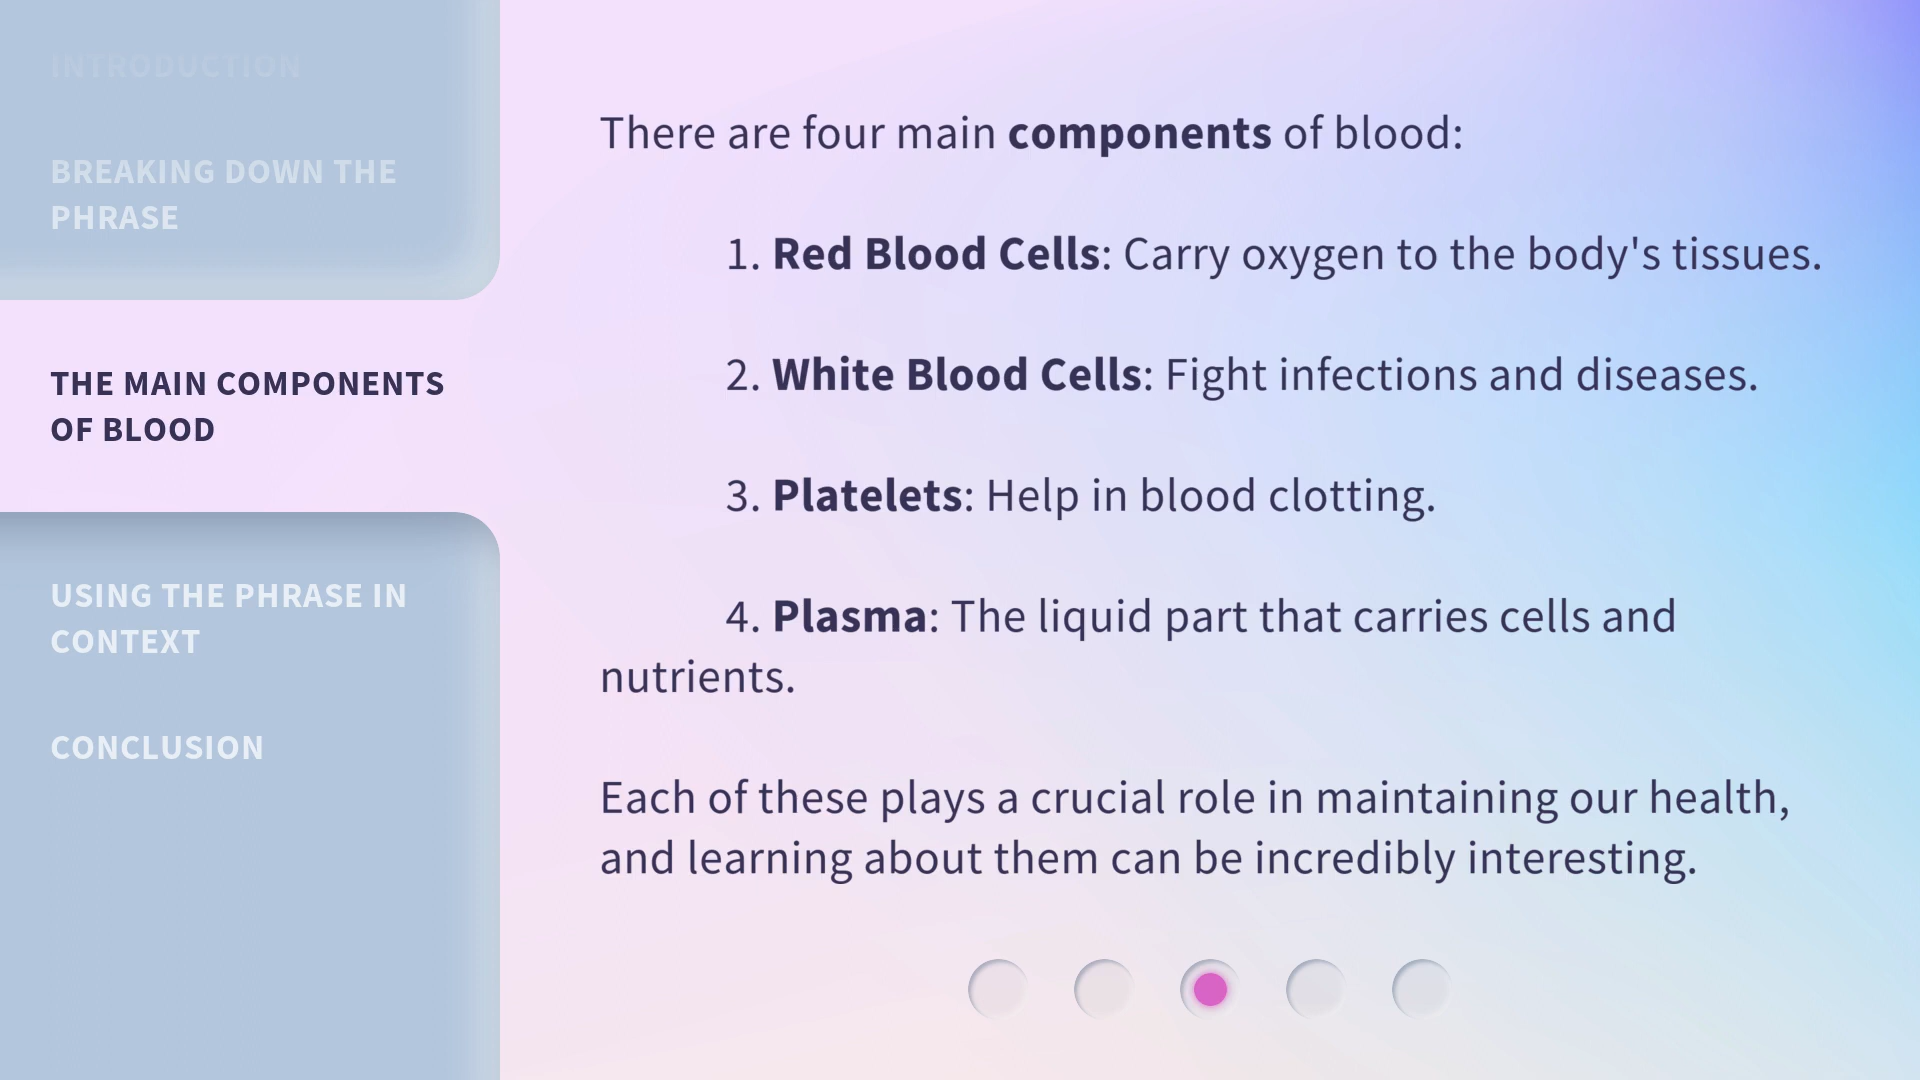 INTRODUCTION
BREAKING DOWN THE
PHRASE
THE MAIN COMPONENTS
OF BLOOD
USING THE PHRASE IN
CONTEXT
CONCLUSION
There are four main components of blood:
1. Red Blood Cells: Carry oxygen to the body's tissues.
2. White Blood Cells: Fight infections and diseases.
3. Platelets: Help in blood clotting.
4. Plasma: The liquid part that carries cells and
nutrients.
Each of these plays a crucial role in maintaining our health,
and learning about them can be incredibly interesting.